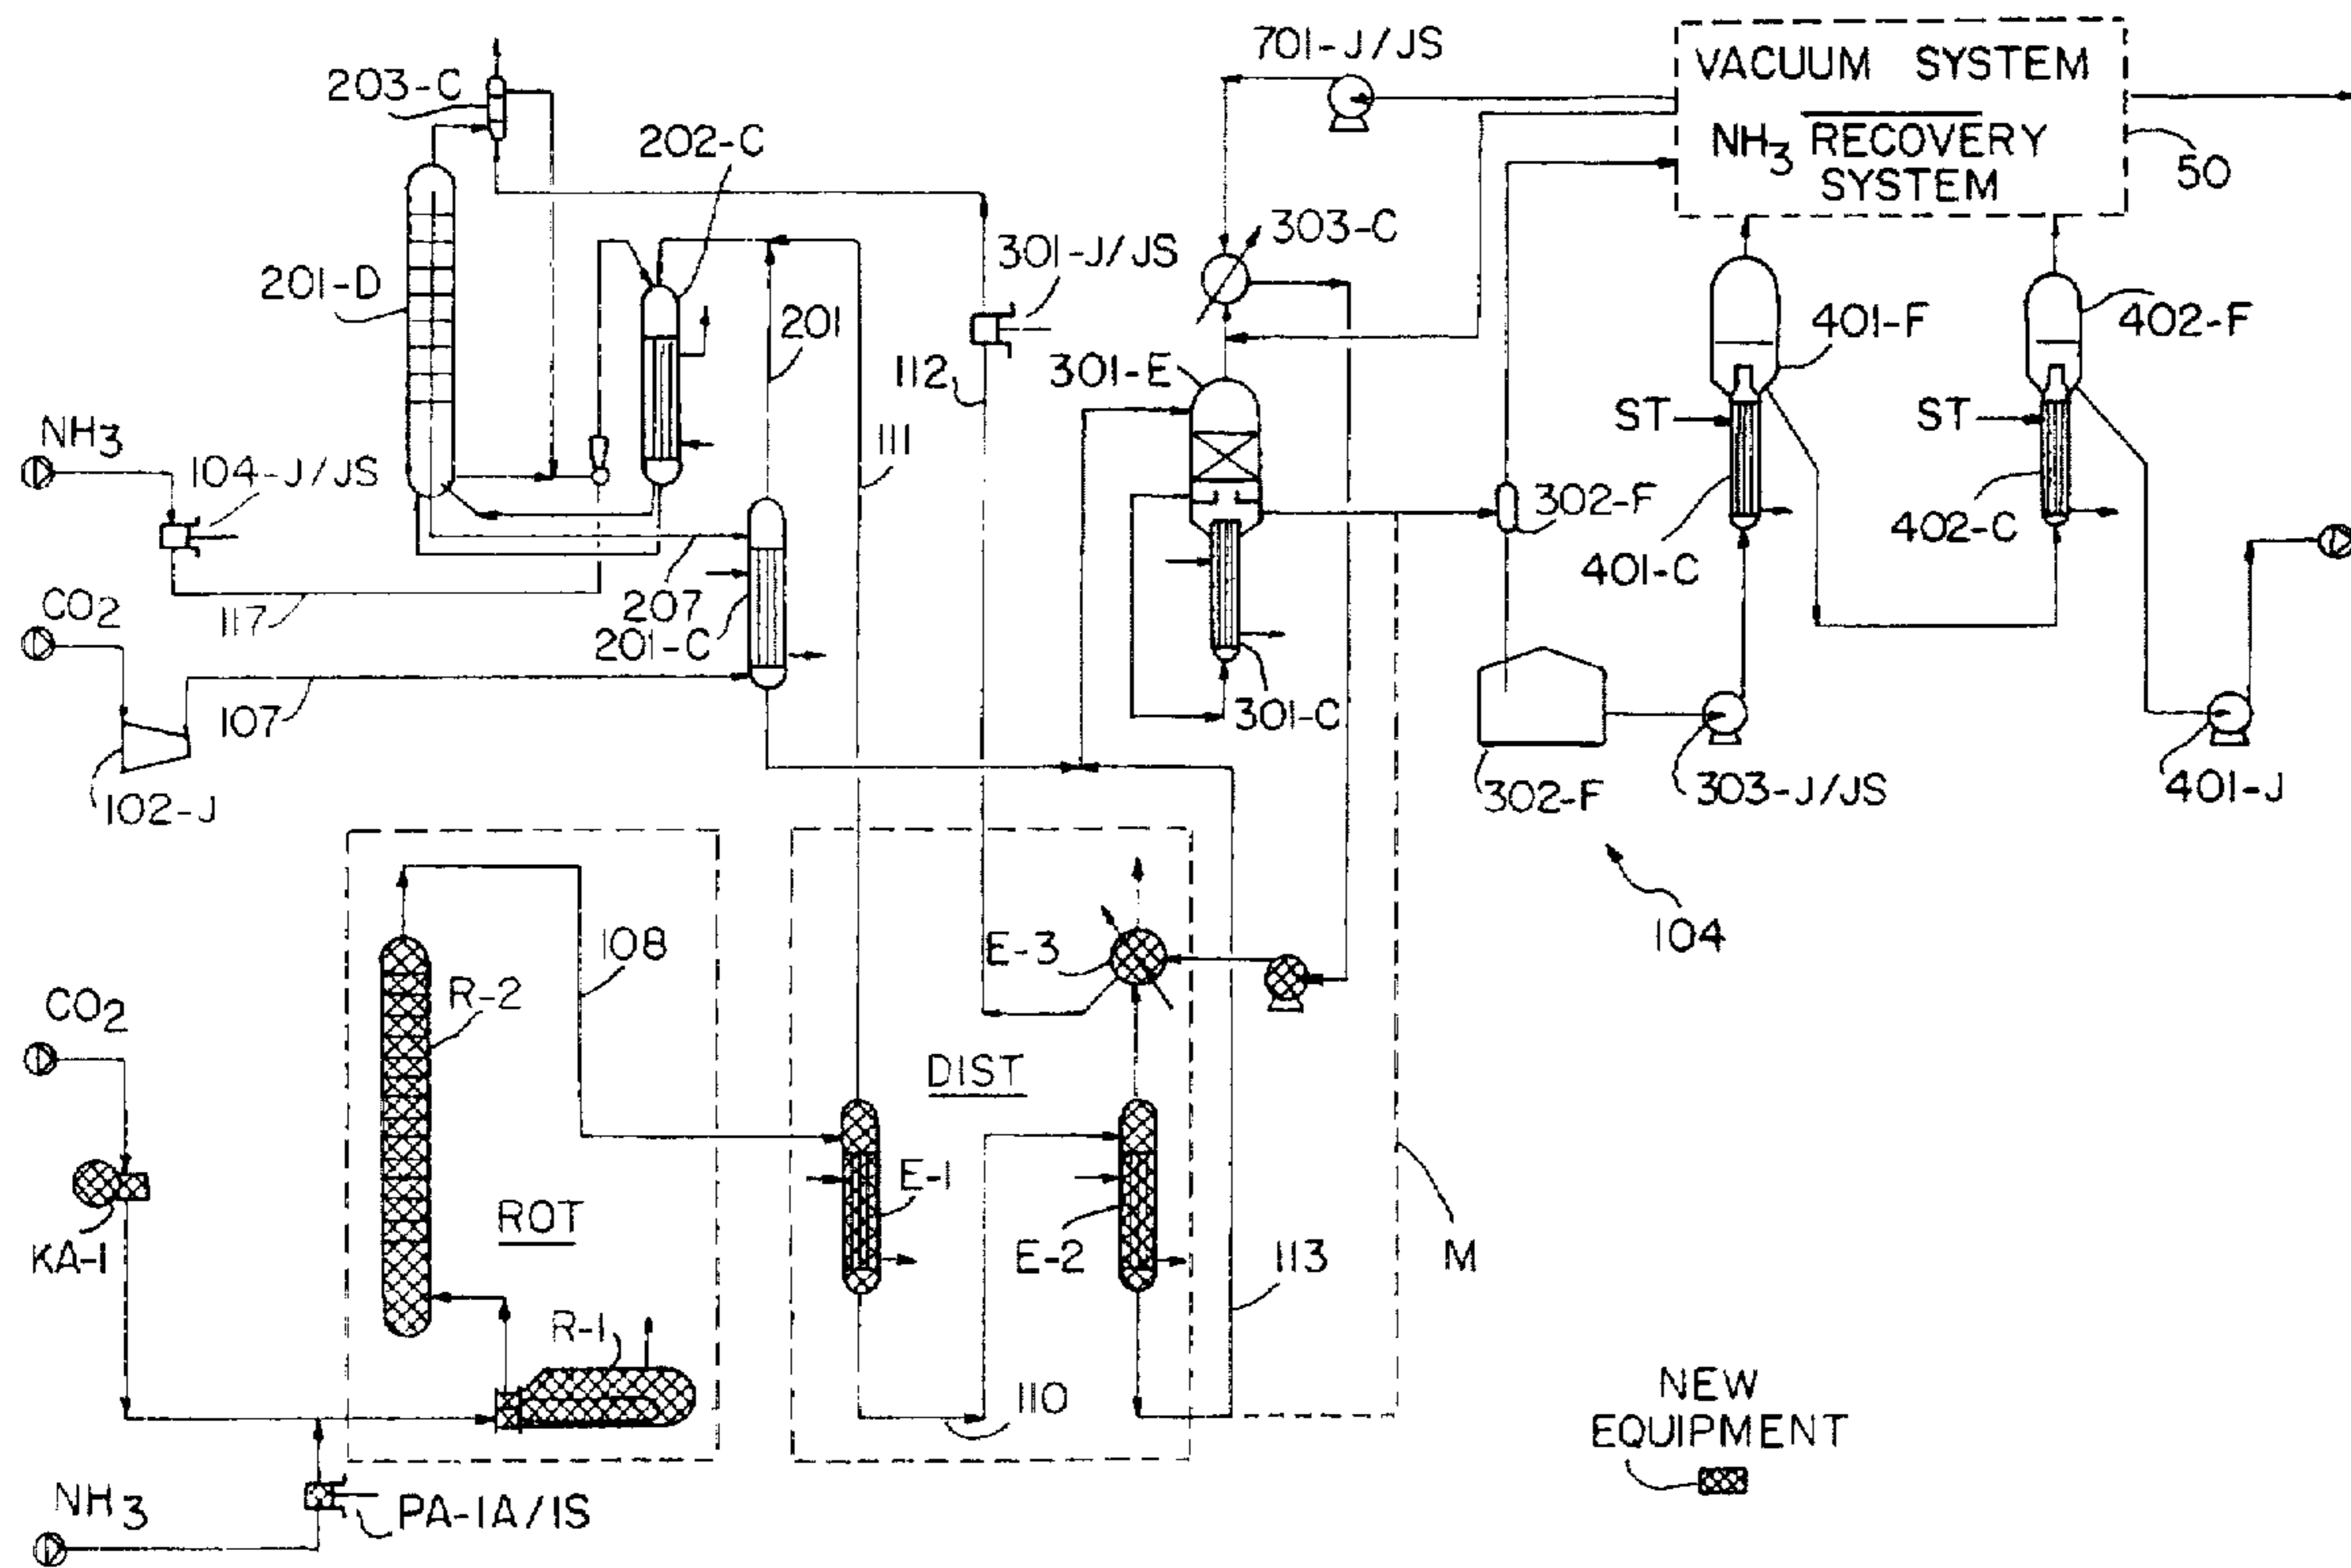 701-J/JS
VACUUM SYSTEM
NH3 RECOVERY
SYSTEM
50
203-C
202-C
201-D
301-J/JS
303-C
201
112
301-E
401-F
402-F
111
ST
ST
NH3
104-J/JS
302-F
402-C
401-C
CO2
117
207
201-C
107
301-C
102-J
302-F
303-J/JS
401-J
104
108
E-3
R-2
CO2
DIST
E-1
ROT
KA-1
E-2
113
M
R-1
110
NEW
EQUIPMENT
NH3
PA-1A/1S